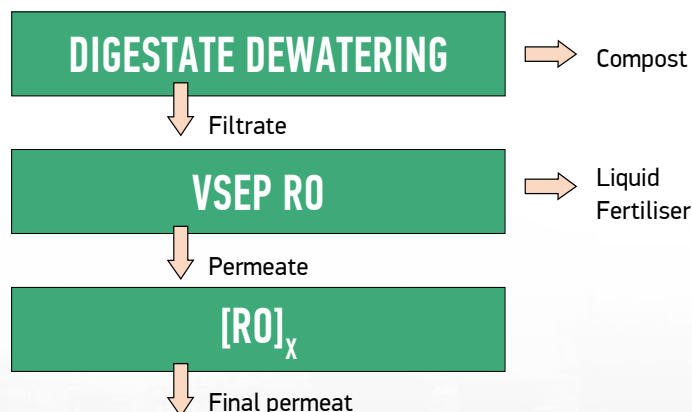 DIGESTATE DEWATERING
Compost
Filtrate
VSEP RO
Liquid
Fertiliser
Permeate
[RO]X
Final permeat